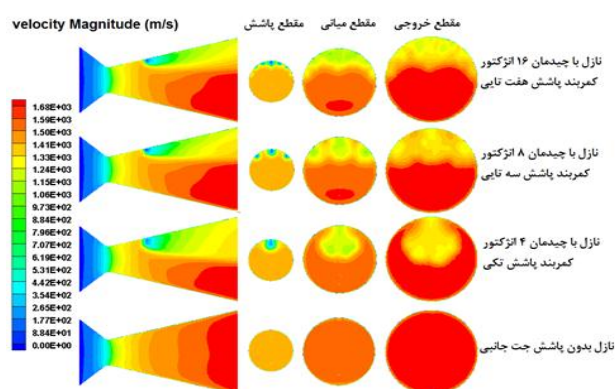 velocity Magnitude (m/s)
مقطع پاشش
مقطع میانی
مقطع خروجی
نازل با چیدمان ۱۶ انژکتور
کمربند پاشش هفت تایی
نازل با چیدمان ۸ انژکتور
کمربند پاشش سه تایی
نازل با چیدمان ۴ انژکتور
کمربند پاشش تکی
نازل بدون پاشش جت جانبی
1.68E+03
1.59E+03
1.50E+03
1.41E+03
1.33E+03
1.24E+03
1.15E+03
1.06E+03
9.73E+02
8.84E+02
7.96E+02
7.07E+02
6.19E+02
5.31E+02
4.42E+02
3.54E+02
2.65E+02
1.77E+02
8.84E+01
0.00E+00